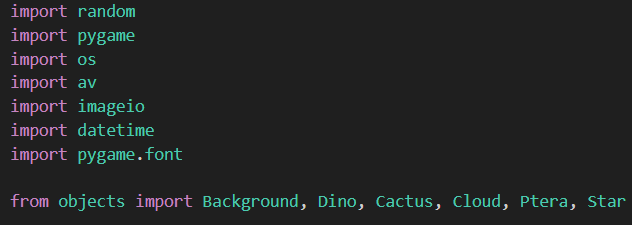 import random
import pygame
import os
import av
import imageio
import datetime
import pygame.font
from objects import Background, Dino, Cactus, Cloud, Ptera, Star